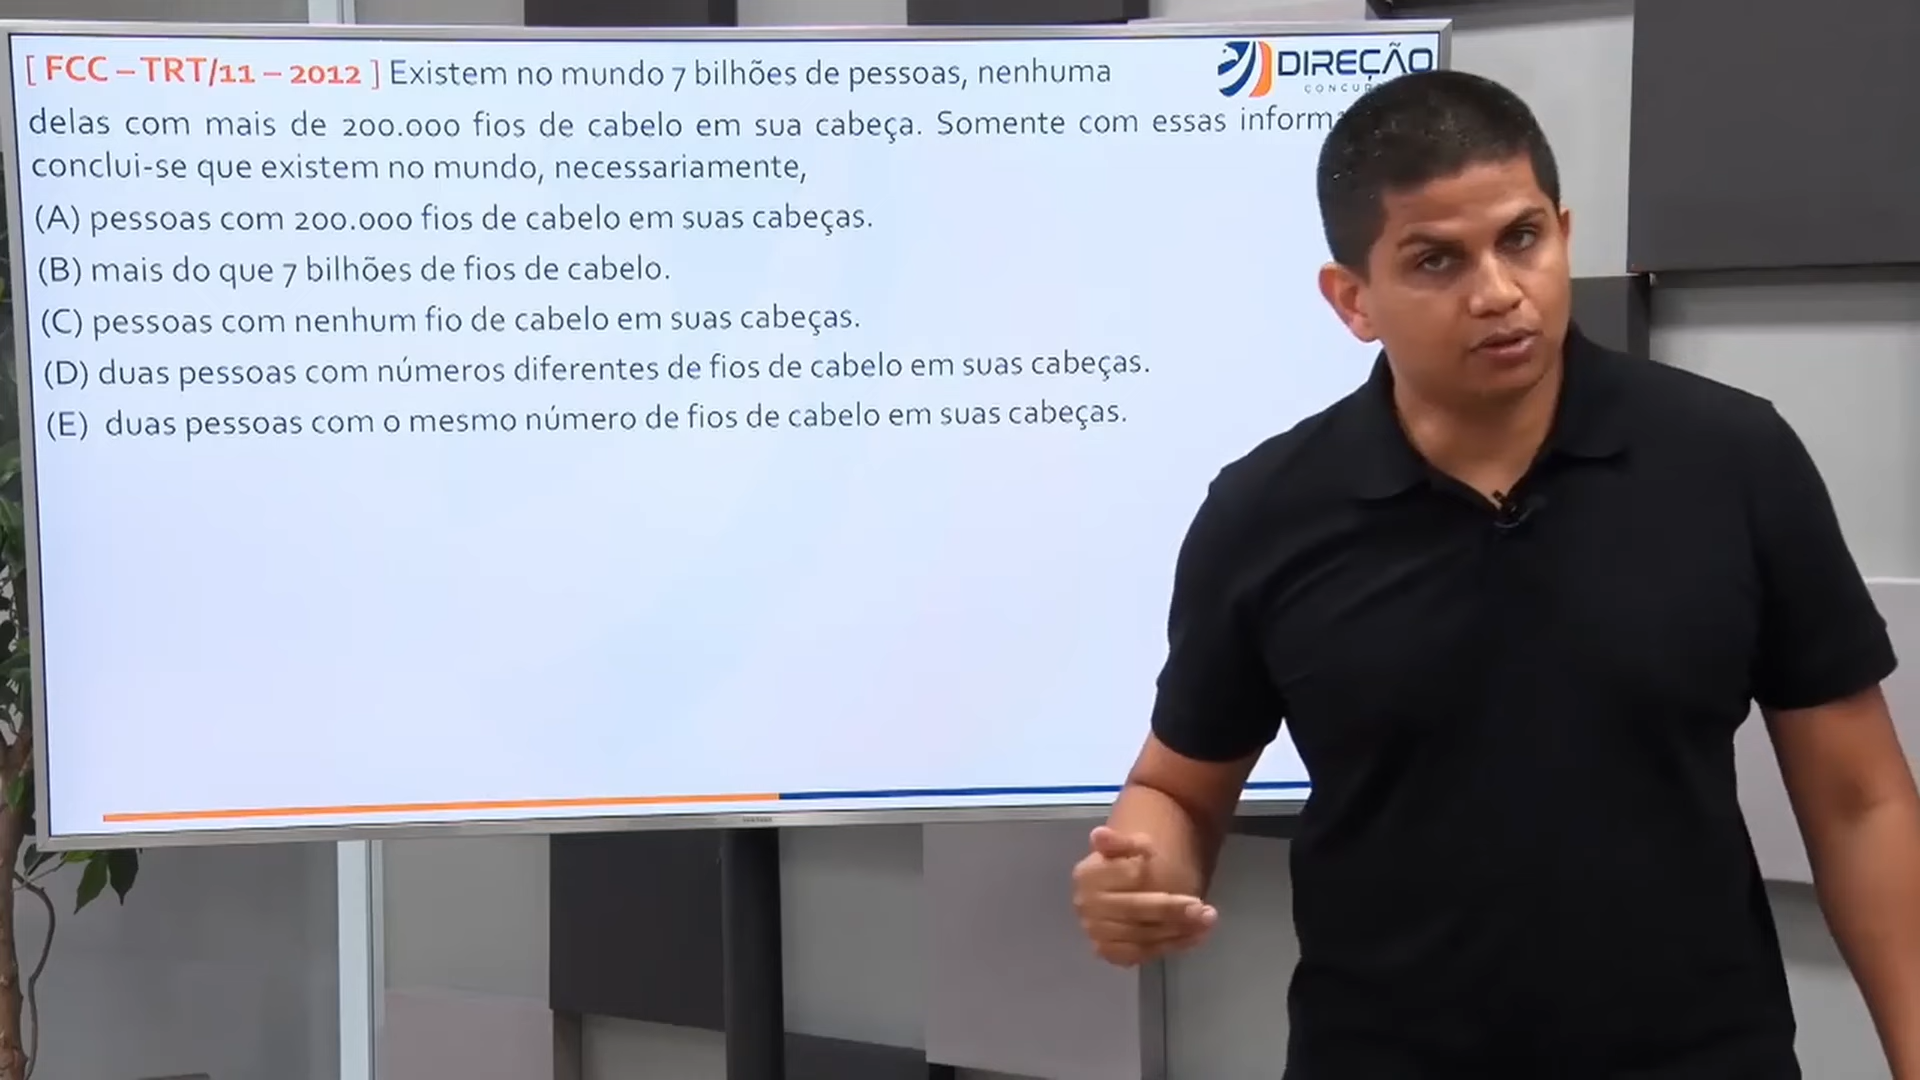 [ FCC – TRT/11 – 2012 ] Existem no mundo 7 bilhões de pessoas, nenhuma
DIREÇÃO
delas com mais de 200.000 fios de cabelo em sua cabeça. Somente com essas
conclui-se que existem no mundo, necessariamente,
(A) pessoas com 200.000 fios de cabelo em suas cabeças.
(B) mais do que 7 bilhões de fios de cabelo.
(C) pessoas com nenhum fio de cabelo em suas cabeças.
(D) duas pessoas com números diferentes de fios de cabelo em suas cabeças.
(E) duas pessoas com o mesmo número de fios de cabelo em suas cabeças.